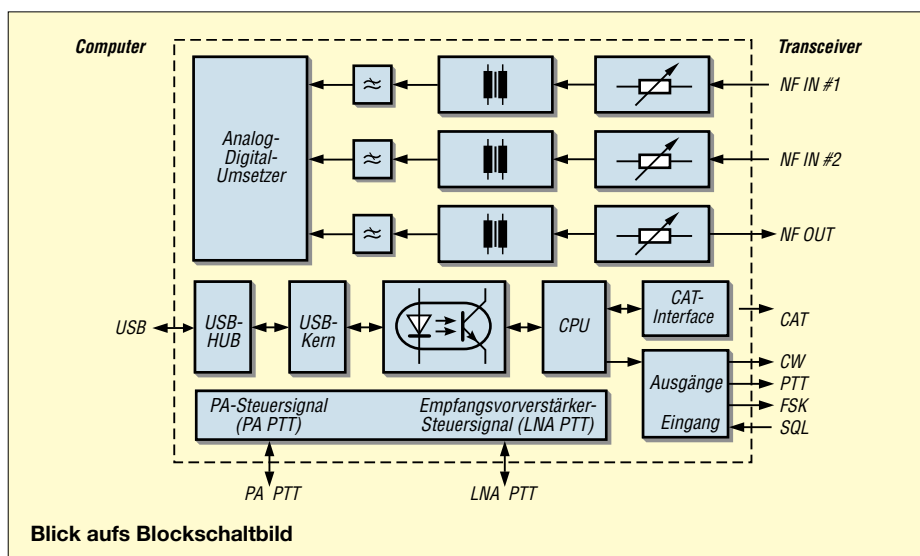 Computer
Transceiver
Analog-
Digital-
Umsetzer
≈
NF IN #1
≈
NF IN #2
≈
NF OUT
USB
USB-
HUB
USB-
Kern
CPU
CAT-
Interface
CAT
Ausgänge
Eingang
CW
PTT
FSK
SQL
PA-Steuersignal
(PA PTT)
Empfangsvorverstärker-
Steuersignal (LNA PTT)
PA PTT
LNA PTT
Blick aufs Blockschaltbild